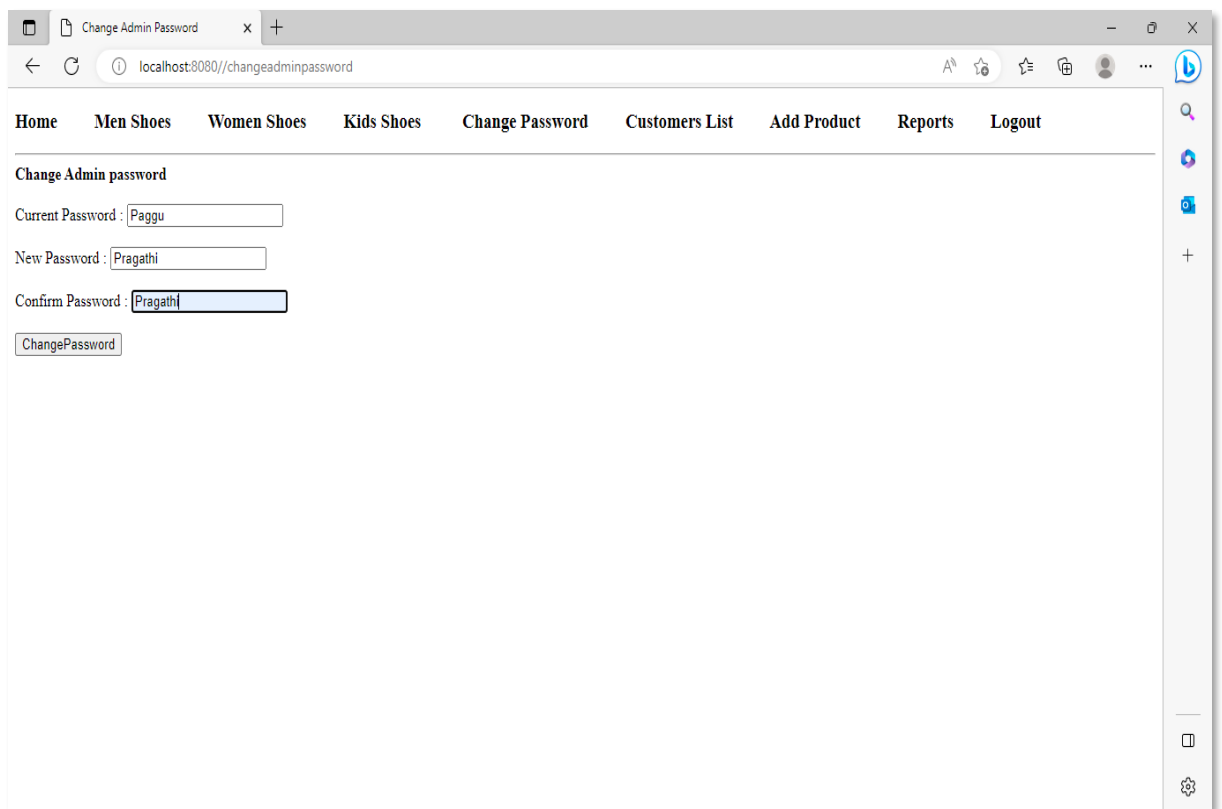 Change Admin Password
localhost:8080//changeadminpassword
Home Men Shoes Women Shoes Kids Shoes Change Password Customers List Add Product Reports Logout
Change Admin password
Current Password : Paggu
New Password : Pragathi
Confirm Password : Pragathi
ChangePassword